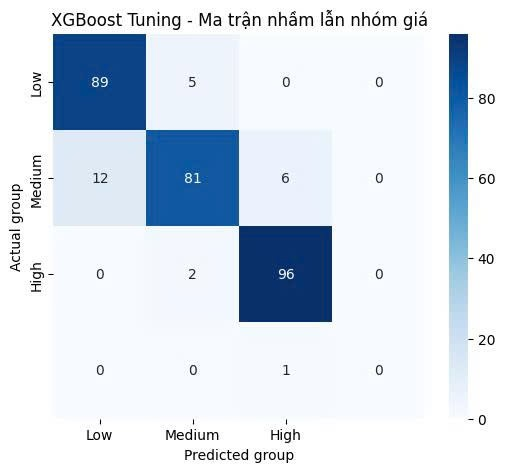 XGBoost Tuning - Ma trận nhầm lẫn nhóm giá
Actual group
Low
89 5 0 0
Medium
12 81 6 0
High
0 2 96 0
0 0 1 0
Low Medium High
Predicted group
80
60
40
20
0